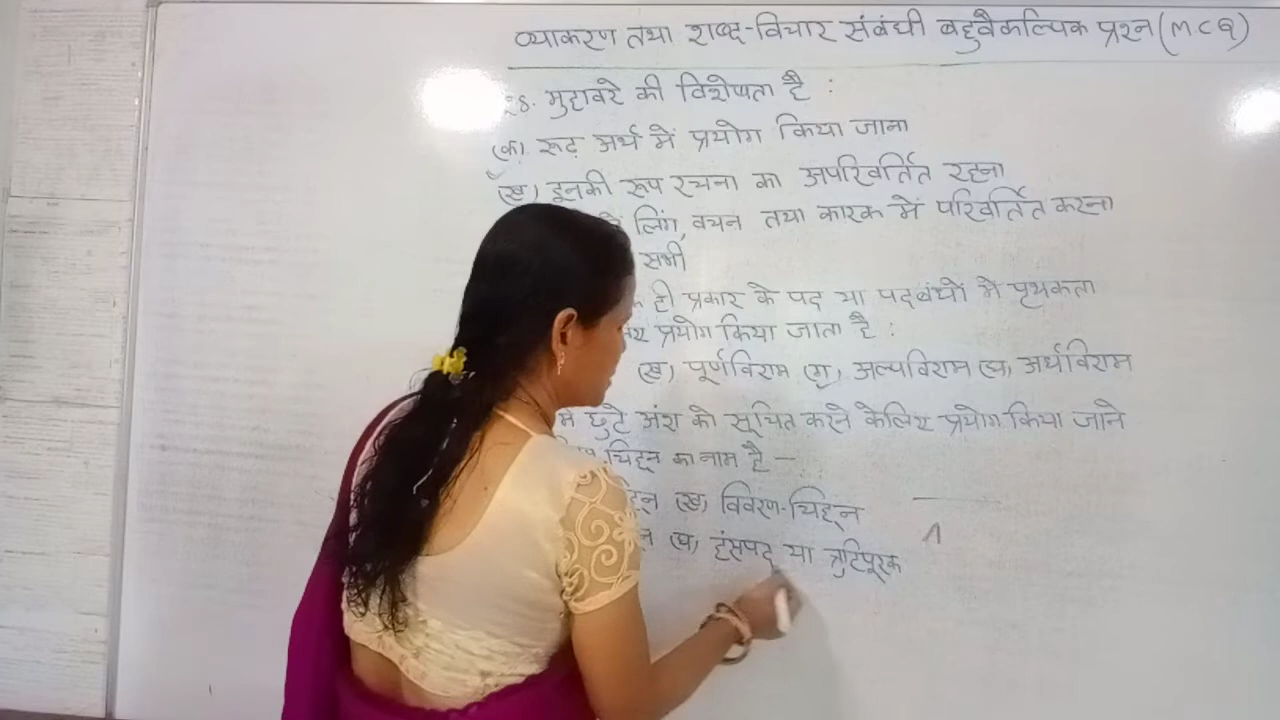 व्याकरण तथा शब्द-विचार संबंधी बहुवैकल्पिक प्रश्न (MCQ)
मुहावरे की विशेषता है :
(क) रूढ़ अर्थ में प्रयोग किया जाना
(ख) इनकी रूप रचना का अपरिवर्तित रहना
लिंग, वचन तथा कारक में परिवर्तित करना
सभी
ही प्रकार के पद या पदबंधों में पृथकता
प्रयोग किया जाता है :
(ख) पूर्णविराम (ग) अल्पविराम (घ) अर्धविराम
में छुटे अंश को सूचित करने केलिए प्रयोग किया जाने
चिह्न का नाम है –
(ख) विवरण-चिह्न
(घ) हंसपद या त्रुटिपूरक